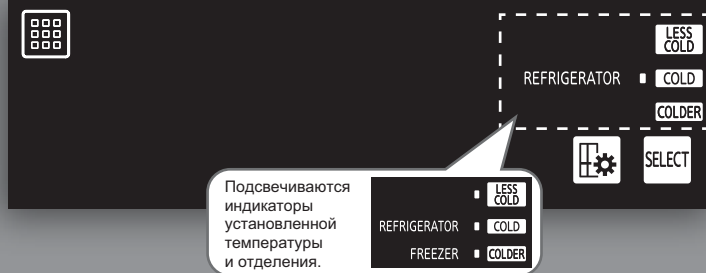 LESS
COLD
REFRIGERATOR COLD
COLDER
SELECT
Подсвечиваются
индикаторы
установленной
температуры
и отделения.
LESS
COLD
REFRIGERATOR COLD
FREEZER COLDER